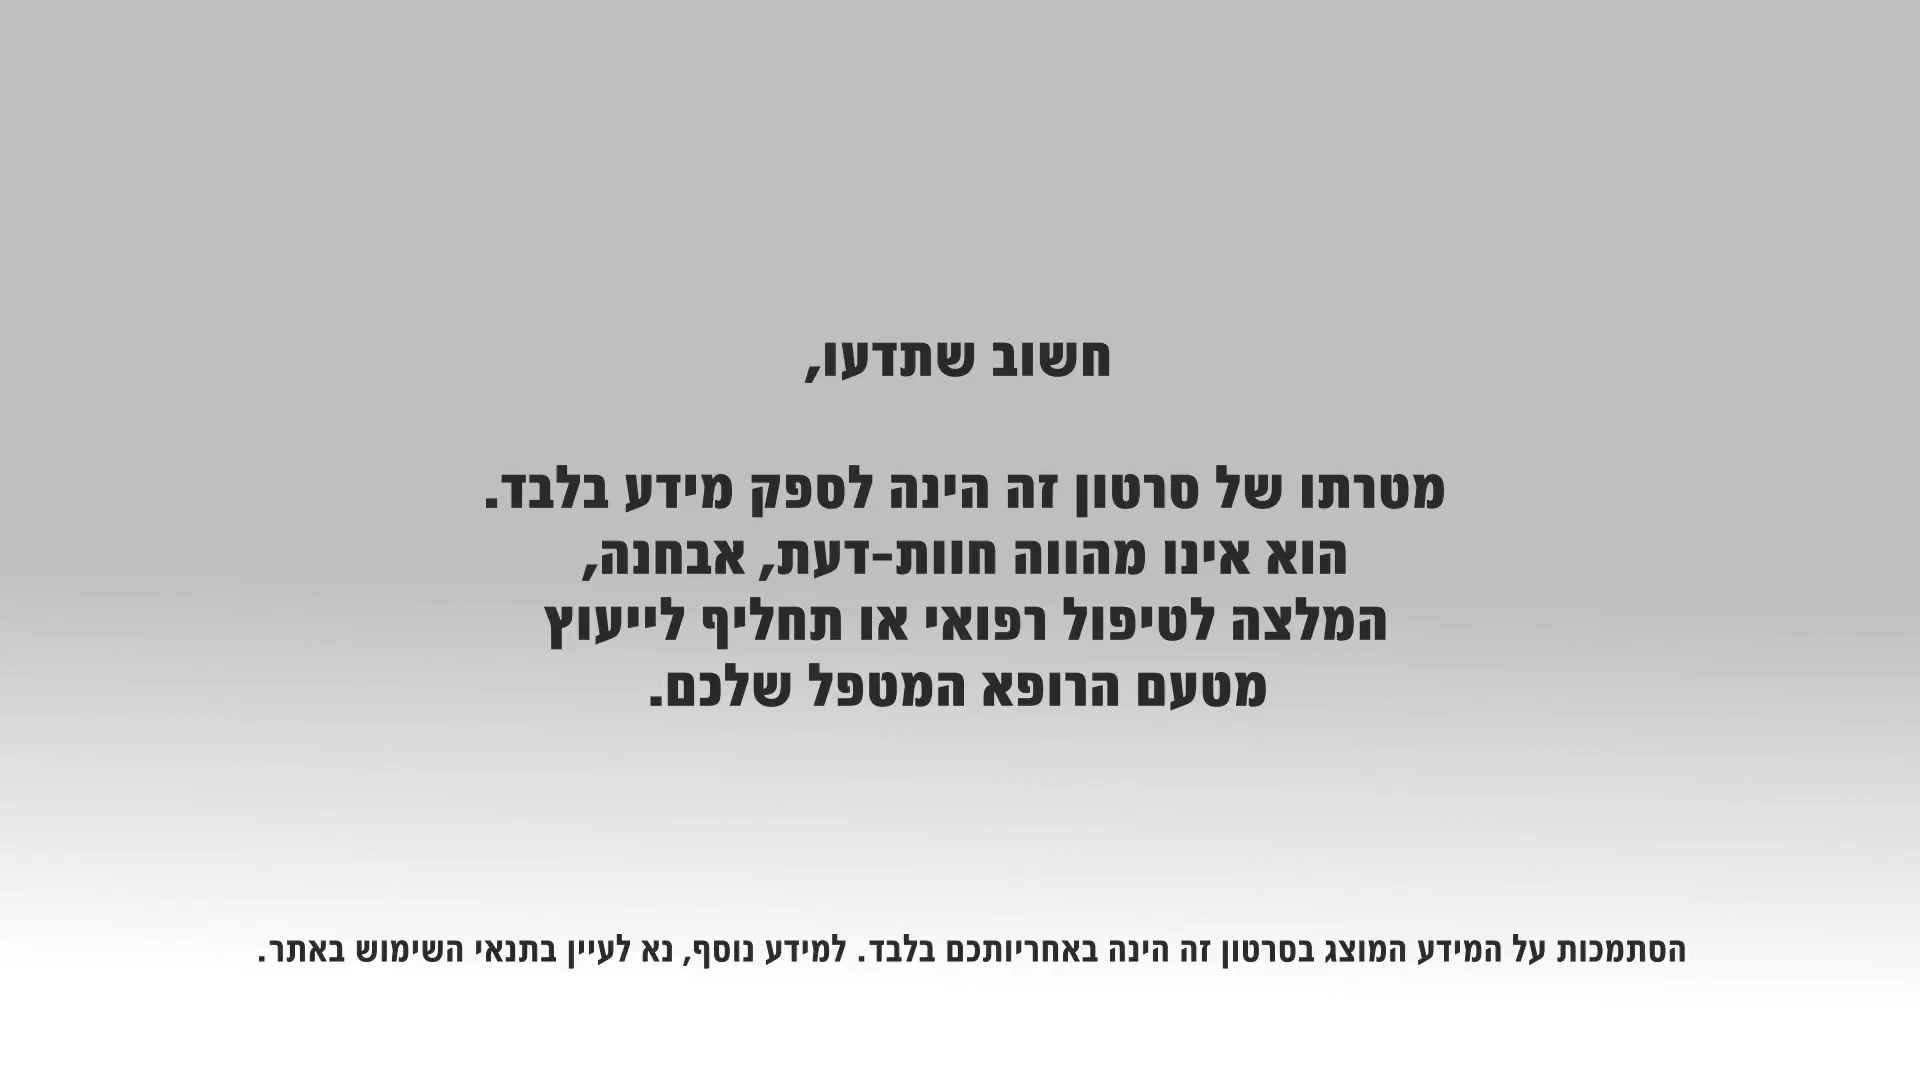 חשוב שתדעו,
מטרתו של סרטון זה הינה לספק מידע בלבד.
הוא אינו מהווה חוות-דעת, אבחנה,
המלצה לטיפול רפואי או תחליף לייעוץ
מטעם הרופא המטפל שלכם.
הסתמכות על המידע המוצג בסרטון זה הינה באחריותכם בלבד. למידע נוסף, נא לעיין בתנאי השימוש באתר.